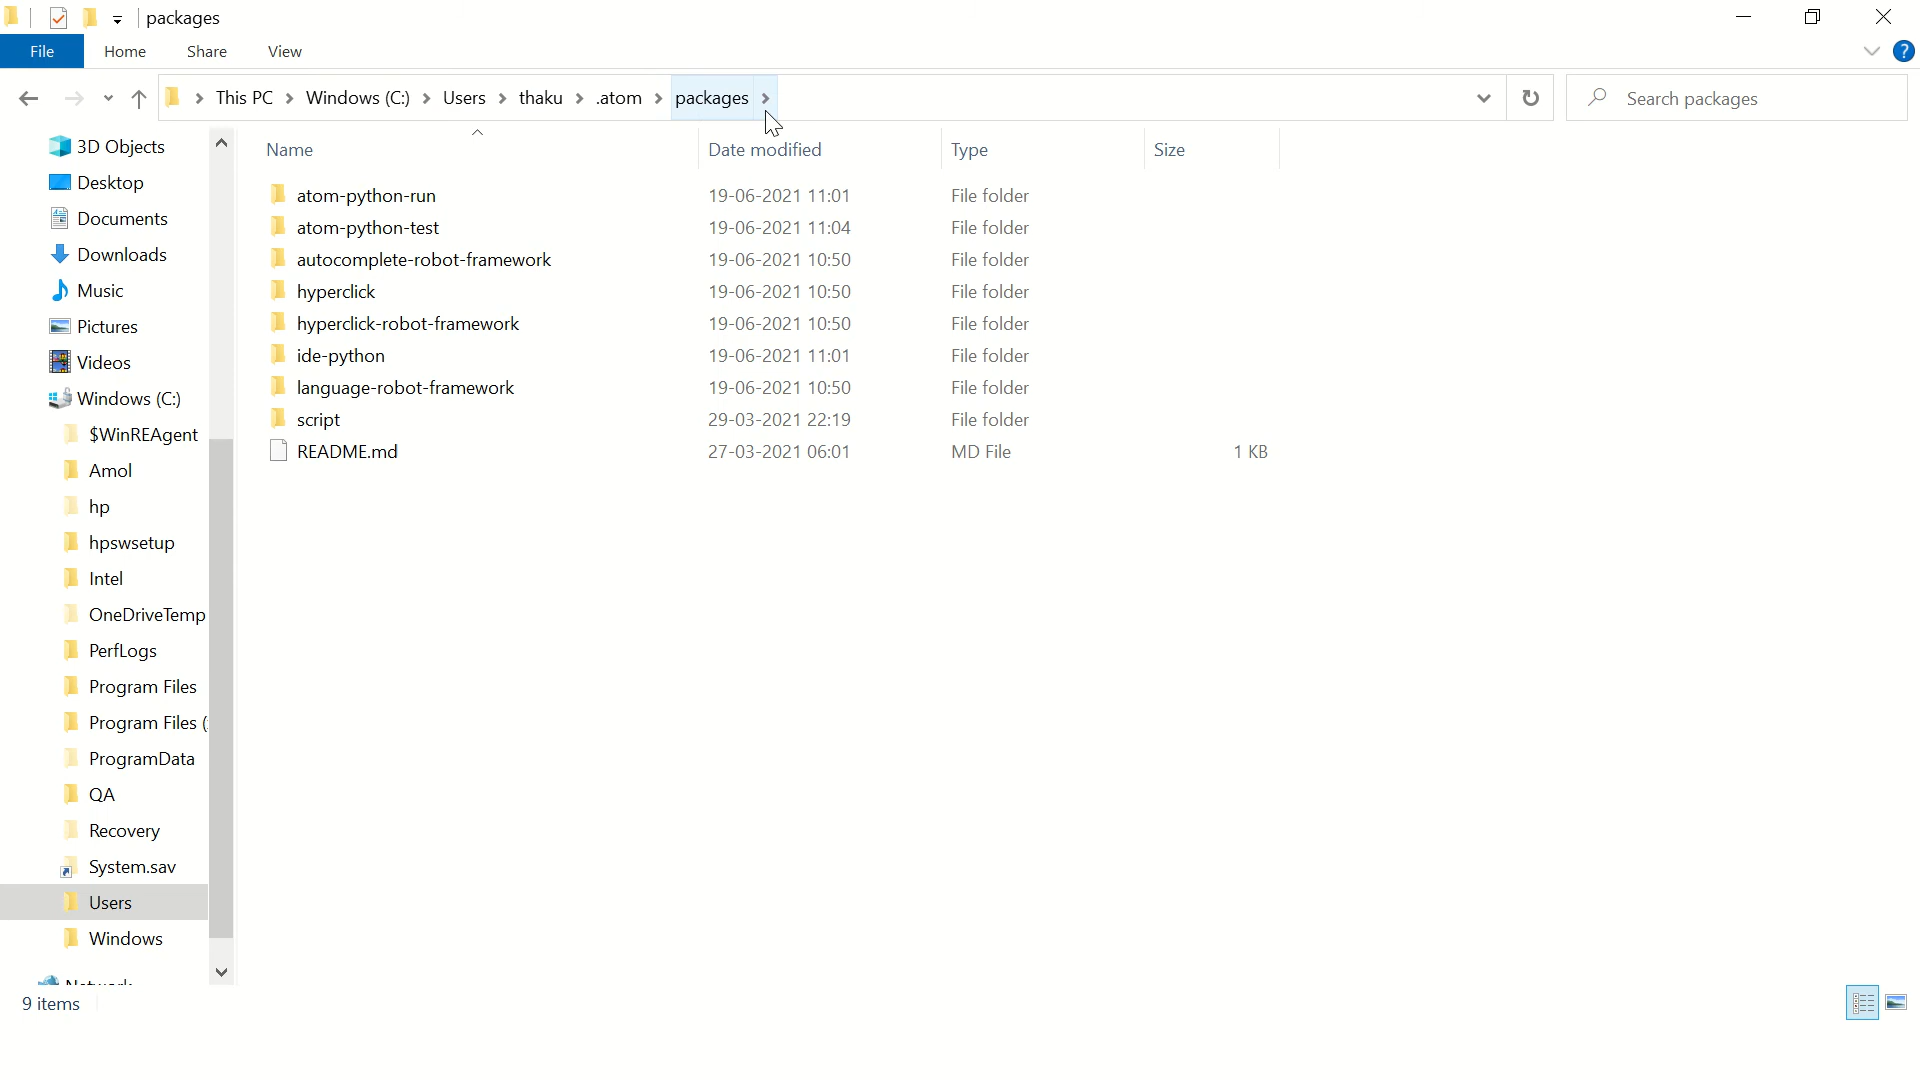 packages
File Home Share View
This PC > Windows (C:) > Users > thaku > .atom > packages >
Search packages
Name Date modified Type Size
3D Objects
Desktop
Documents
Downloads
Music
Pictures
Videos
Windows (C:)
$WinREAgent
Amol
hp
hpswsetup
Intel
OneDriveTemp
PerfLogs
Program Files
Program Files (
ProgramData
QA
Recovery
System.sav
Users
Windows
atom-python-run 19-06-2021 11:01 File folder
atom-python-test 19-06-2021 11:04 File folder
autocomplete-robot-framework 19-06-2021 10:50 File folder
hyperclick 19-06-2021 10:50 File folder
hyperclick-robot-framework 19-06-2021 10:50 File folder
ide-python 19-06-2021 11:01 File folder
language-robot-framework 19-06-2021 10:50 File folder
script 29-03-2021 22:19 File folder
README.md 27-03-2021 06:01 MD File 1 KB
9 items